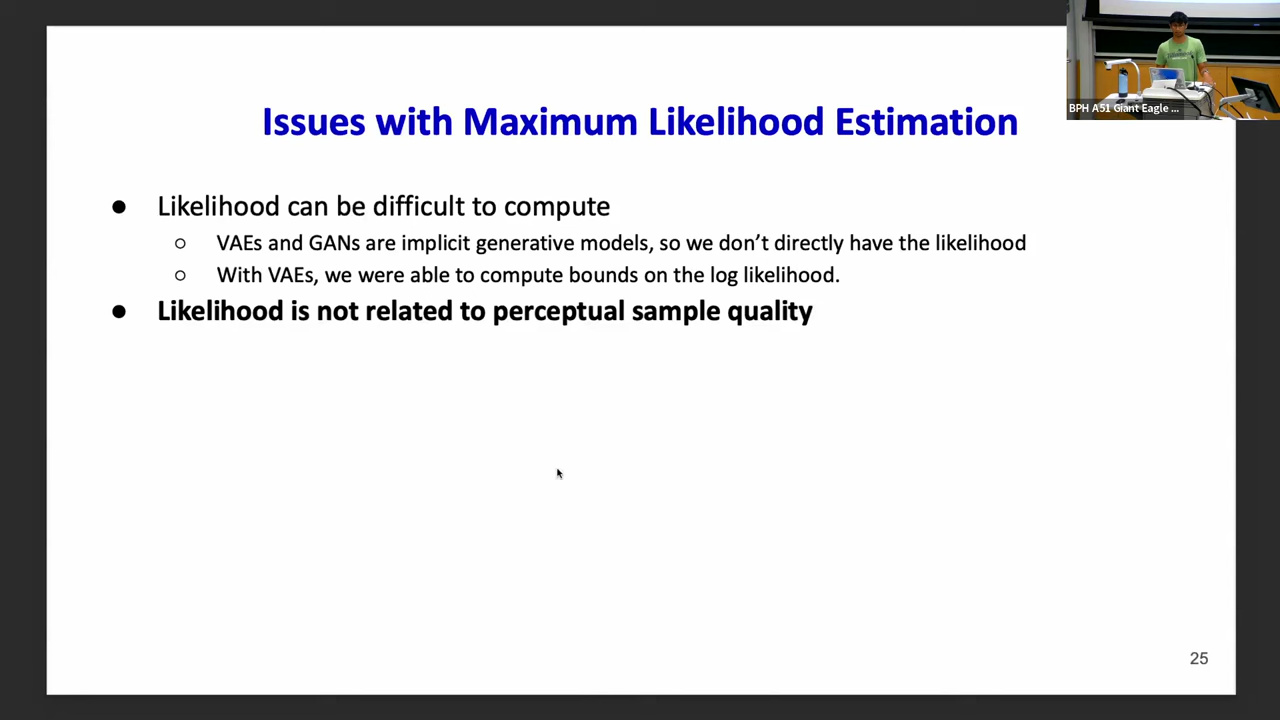 Issues with Maximum Likelihood Estimation
● Likelihood can be difficult to compute
○ VAEs and GANs are implicit generative models, so we don’t directly have the likelihood
○ With VAEs, we were able to compute bounds on the log likelihood.
● Likelihood is not related to perceptual sample quality
25
BPH A51 Giant Eagle ...